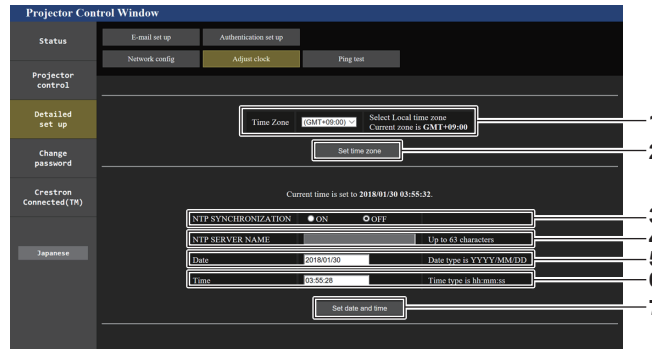 Projector Control Window
Status
E-mail set up
Authentication set up
Network config
Adjust clock
Ping test
Projector
control
Detailed
set up
Change
password
Crestron
Connected(TM)
Japanese
Time Zone
(GMT+09:00)
Select Local time zone
Current zone is GMT+09:00
Set time zone
Current time is set to 2018/01/30 03:55:32.
NTP SYNCHRONIZATION ON OFF
NTP SERVER NAME Up to 63 characters
Date 2018/01/30 Date type is YYYY/MM/DD
Time 03:55:28 Time type is hh:mm:ss
Set date and time